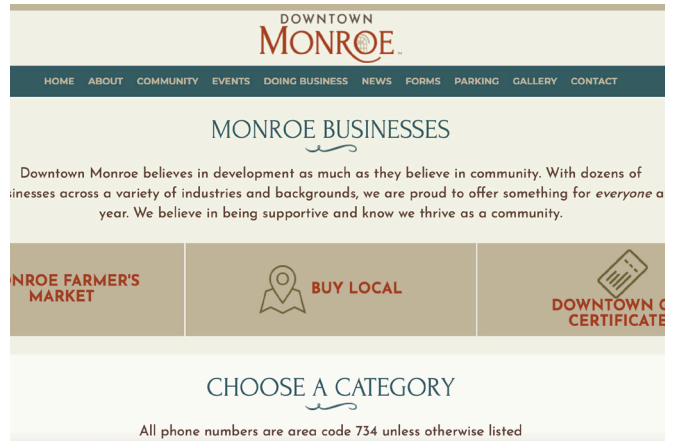 DOWNTOWN
MONROE™
HOME ABOUT COMMUNITY EVENTS DOING BUSINESS NEWS FORMS PARKING GALLERY CONTACT
MONROE BUSINESSES
Downtown Monroe believes in development as much as they believe in community. With dozens of
sinesses across a variety of industries and backgrounds, we are proud to offer something for everyone a
year. We believe in being supportive and know we thrive as a community.
ONROE FARMER'S
MARKET
BUY LOCAL
DOWNTOWN
CERTIFICATE
CHOOSE A CATEGORY
All phone numbers are area code 734 unless otherwise listed